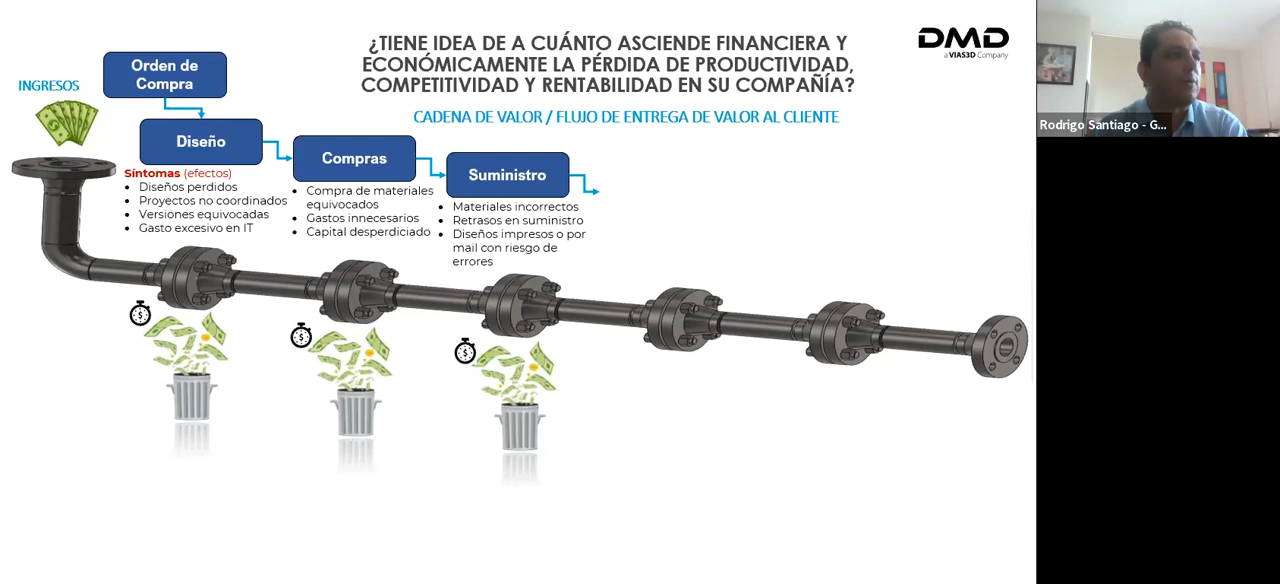 ¿TIENE IDEA DE A CUÁNTO ASCIENDE FINANCIERA Y
ECONÓMICAMENTE LA PÉRDIDA DE PRODUCTIVIDAD,
COMPETITIVIDAD Y RENTABILIDAD EN SU COMPAÑÍA?
DMD
a VIAS3D Company
CADENA DE VALOR / FLUJO DE ENTREGA DE VALOR AL CLIENTE
INGRESOS
Orden de
Compra
Diseño
Síntomas (efectos)
• Diseños perdidos
• Proyectos no coordinados
• Versiones equivocadas
• Gasto excesivo en IT
Compras
• Compra de materiales
equivocados
• Gastos innecesarios
• Capital desperdiciado
Suministro
• Materiales incorrectos
• Retrasos en suministro
• Diseños impresos o por
mail con riesgo de
errores
Rodrigo Santiago - G...